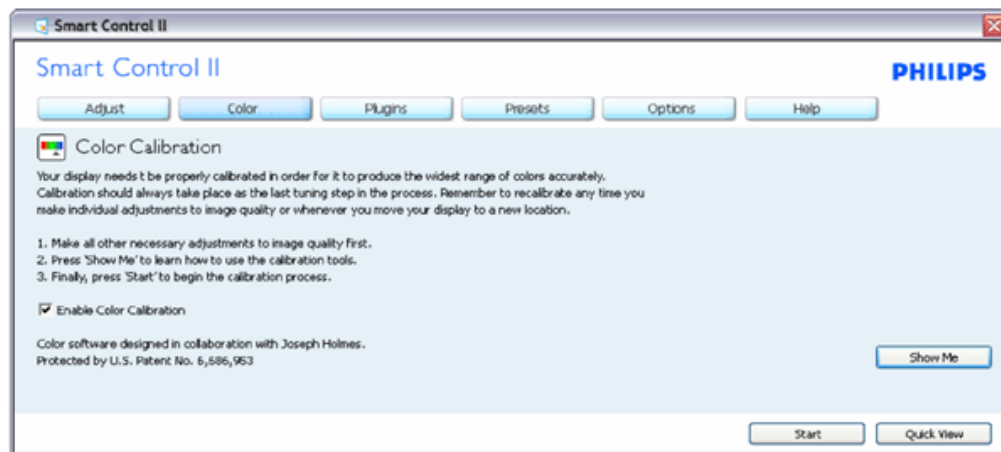 Smart Control II
Smart Control II
PHILIPS
Adjust Color Plugins Presets Options Help
Color Calibration
Your display needs t be properly calibrated in order for it to produce the widest range of colors accurately.
Calibration should always take place as the last tuning step in the process. Remember to recalibrate any time you
make individual adjustments to image quality or whenever you move your display to a new location.
1. Make all other necessary adjustments to image quality first.
2. Press 'Show Me' to learn how to use the calibration tools.
3. Finally, press 'Start' to begin the calibration process.
Enable Color Calibration
Color software designed in collaboration with Joseph Holmes.
Protected by U.S. Patent No. 6,686,953
Show Me
Start Quick View